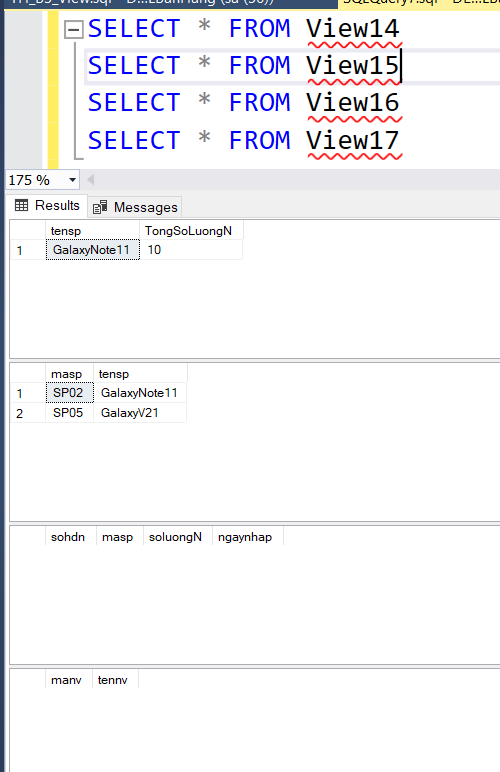 SELECT * FROM View14
SELECT * FROM View15
SELECT * FROM View16
SELECT * FROM View17
175 %
Results Messages
tensp TongSoLuongN
1 GalaxyNote11 10
masp tensp
1 SP02 GalaxyNote11
2 SP05 GalaxyV21
sohdn masp soluongN ngaynhap
manv tennv